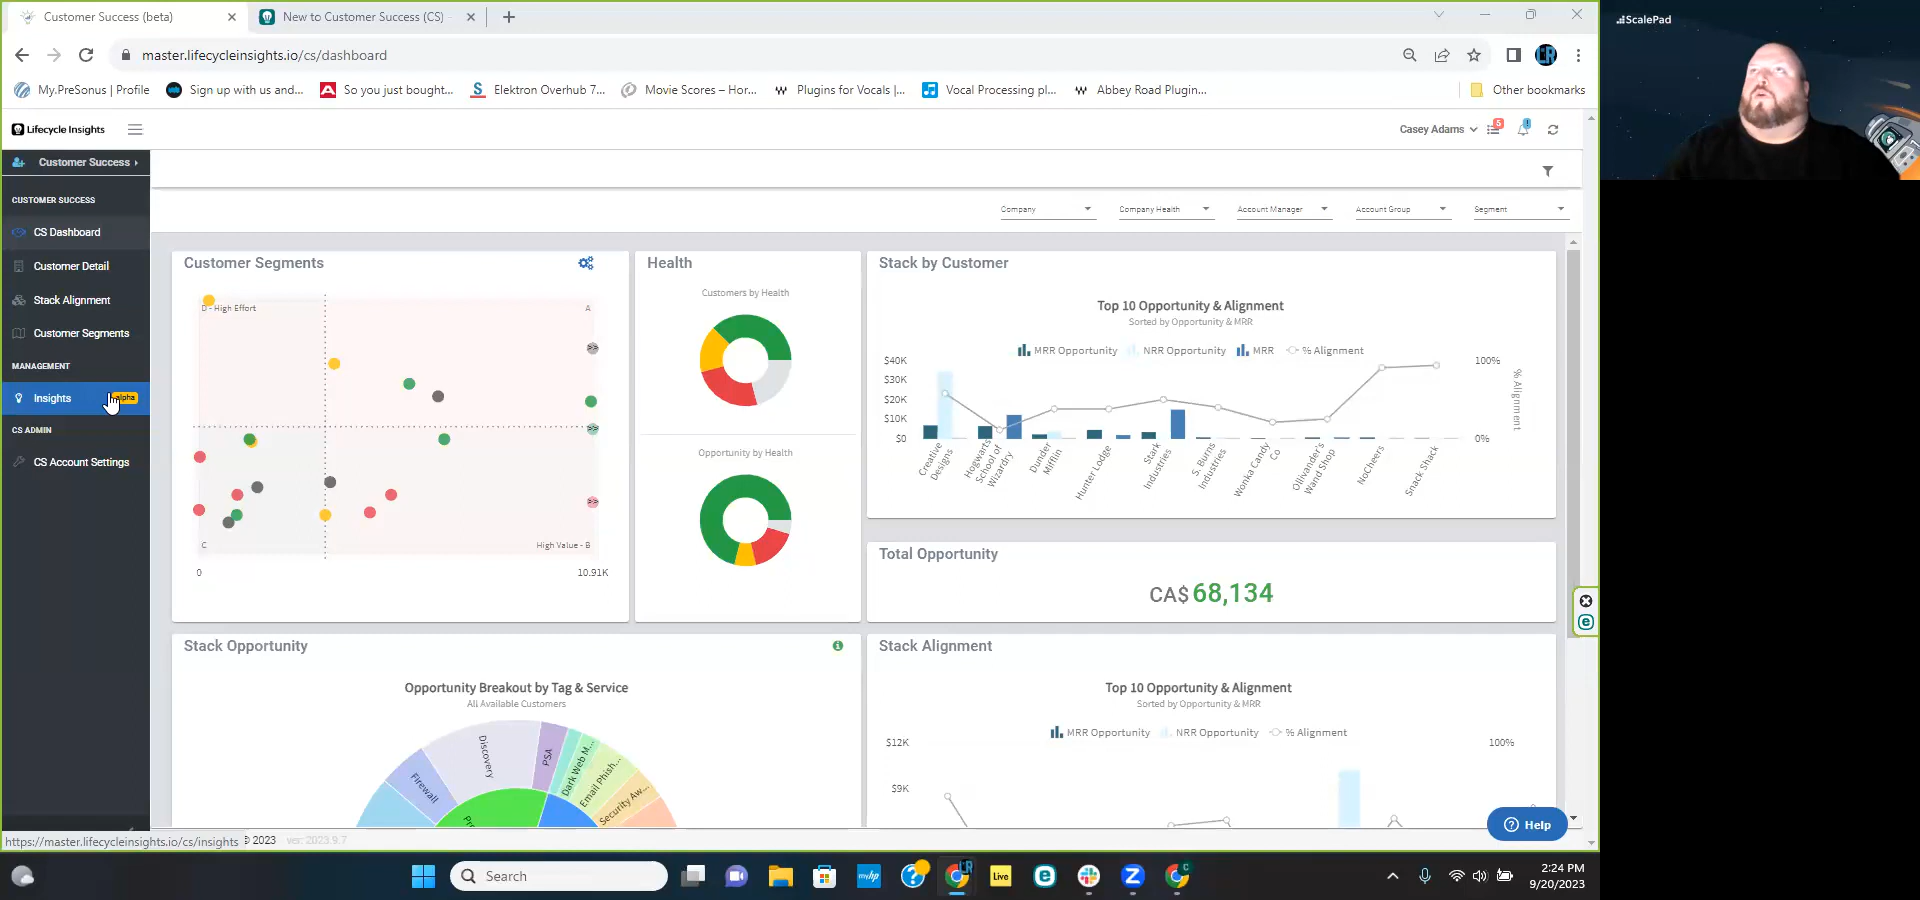 Customer Success (beta)
New to Customer Success (CS)
master.lifecycleinsights.io/cs/dashboard
My.PreSonus | Profile
Sign up with us and...
So you just bought...
Elektron Overhub 7...
Movie Scores – Hor...
Plugins for Vocals |...
Vocal Processing pl...
Abbey Road Plugin...
Other bookmarks
ScalePad
Lifecycle Insights
Casey Adams
5
Customer Success
CUSTOMER SUCCESS
CS Dashboard
Customer Detail
Stack Alignment
Customer Segments
MANAGEMENT
Insights
alpha
CS ADMIN
CS Account Settings
Company
Company Health
Account Manager
Account Group
Segment
Customer Segments
D - High Effort
A
C
High Value - B
0
10.91K
Health
Customers by Health
Opportunity by Health
Stack by Customer
Top 10 Opportunity & Alignment
Sorted by Opportunity & MRR
MRR Opportunity
NRR Opportunity
MRR
% Alignment
$40K
$30K
$20K
$10K
$0
100%
0%
% Alignment
Creative Designs
Hogwarts School of Wizardry
Dunder Mifflin
Hunter Lodge
Stark Industries
S. Burns Industries
Wonka Candy Co
Ollivander's Wand Shop
NoCheers
Snack Shack
Total Opportunity
CA$ 68,134
Stack Opportunity
Opportunity Breakout by Tag & Service
All Available Customers
Firewall
Discovery
PSA
Dark Web M...
Email Phish...
Security Aw...
Stack Alignment
Top 10 Opportunity & Alignment
Sorted by Opportunity & MRR
MRR Opportunity
NRR Opportunity
% Alignment
$12K
$9K
100%
Help
https://master.lifecycleinsights.io/cs/insights
© 2023
ver: 2023.9.7
Search
myhp
Live
2:24 PM
9/20/2023